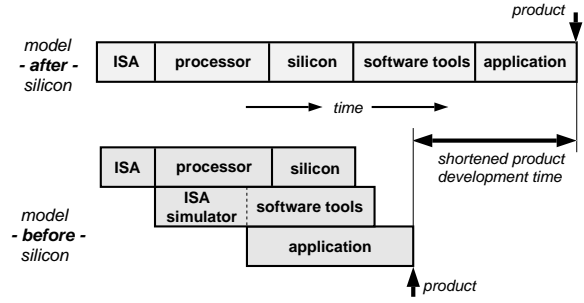 product
model
- after -
silicon
ISA processor silicon software tools application
time
shortened product
development time
ISA processor silicon
ISA
simulator
software tools
model
- before -
silicon
application
product